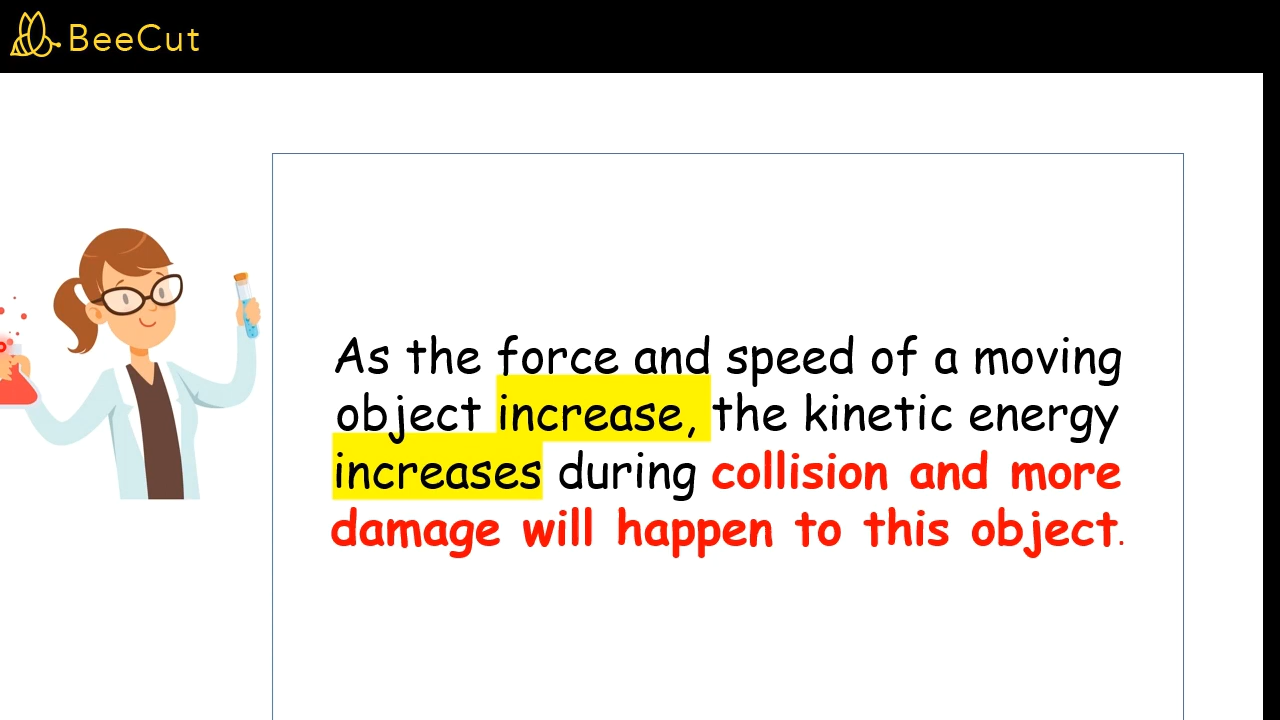 BeeCut
As the force and speed of a moving
object increase, the kinetic energy
increases during collision and more
damage will happen to this object.